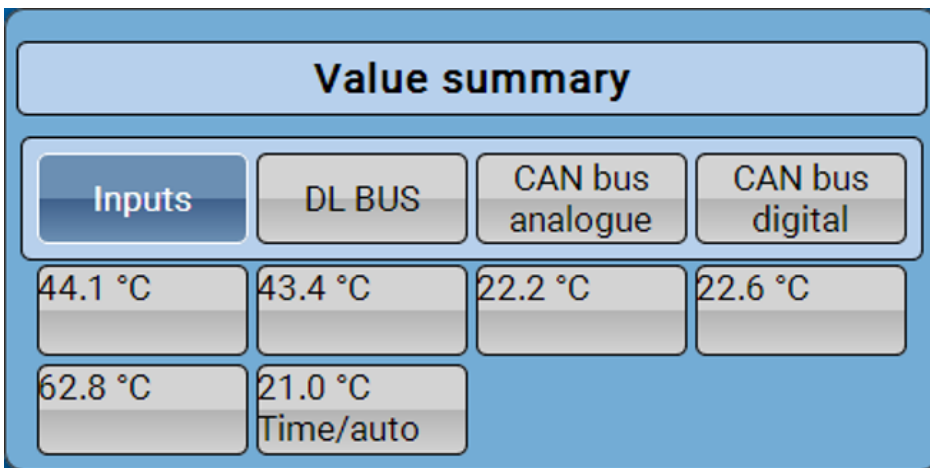 Value summary
Inputs
DL BUS
CAN bus
analogue
CAN bus
digital
44.1 °C
43.4 °C
22.2 °C
22.6 °C
62.8 °C
21.0 °C
Time/auto